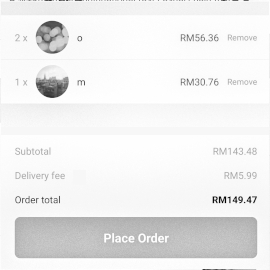 2 x o RM56.36 Remove
1 x m RM30.76 Remove
Subtotal RM143.48
Delivery fee RM5.99
Order total RM149.47
Place Order